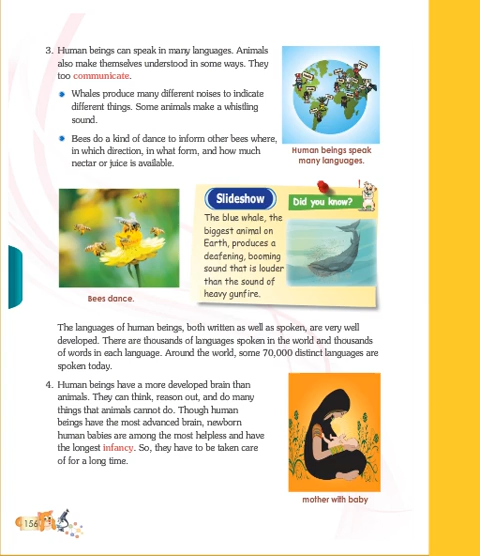 3. Human beings can speak in many languages. Animals
also make themselves understood in some ways. They
too communicate.
Whales produce many different noises to indicate
different things. Some animals make a whistling
sound.
Bees do a kind of dance to inform other bees where,
in which direction, in what form, and how much
nectar or juice is available.
Human beings speak
many languages.
Bees dance.
Slideshow
Did you know?
The blue whale, the
biggest animal on
Earth, produces a
deafening, booming
sound that is louder
than the sound of
heavy gunfire.
The languages of human beings, both written as well as spoken, are very well
developed. There are thousands of languages spoken in the world and thousands
of words in each language. Around the world, some 70,000 distinct languages are
spoken today.
4. Human beings have a more developed brain than
animals. They can think, reason out, and do many
things that animals cannot do. Though human
beings have the most advanced brain, newborn
human babies are among the most helpless and have
the longest infancy. So, they have to be taken care
of for a long time.
mother with baby
156